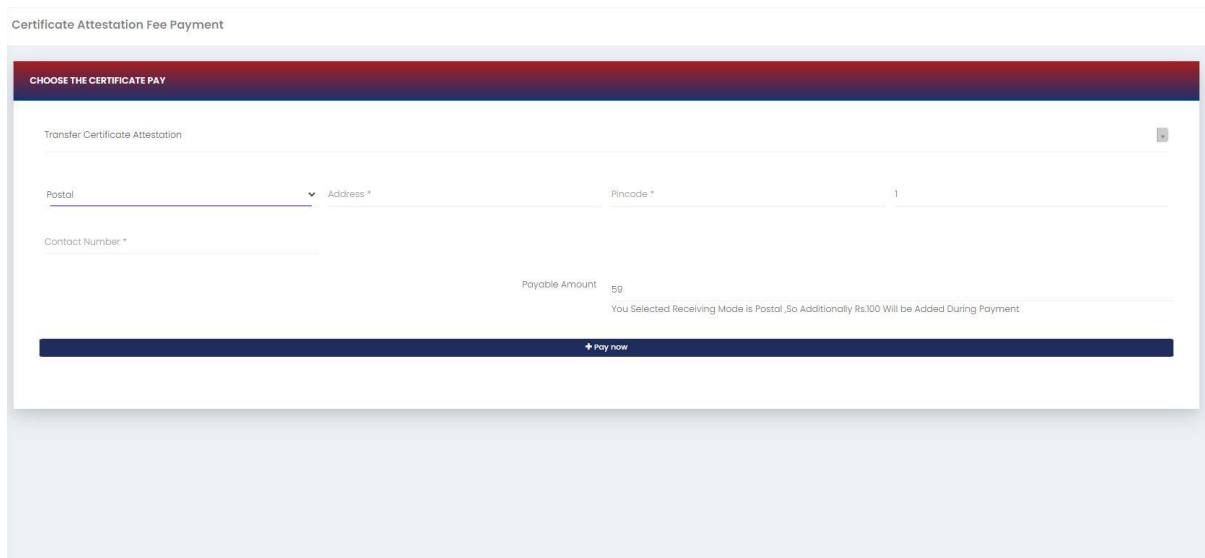 Certificate Attestation Fee Payment
CHOOSE THE CERTIFICATE PAY
Transfer Certificate Attestation
Postal Address * Pincode * 1
Contact Number *
Payable Amount 59
You Selected Receiving Mode is Postal ,So Additionally Rs.100 Will be Added During Payment
+ Pay now